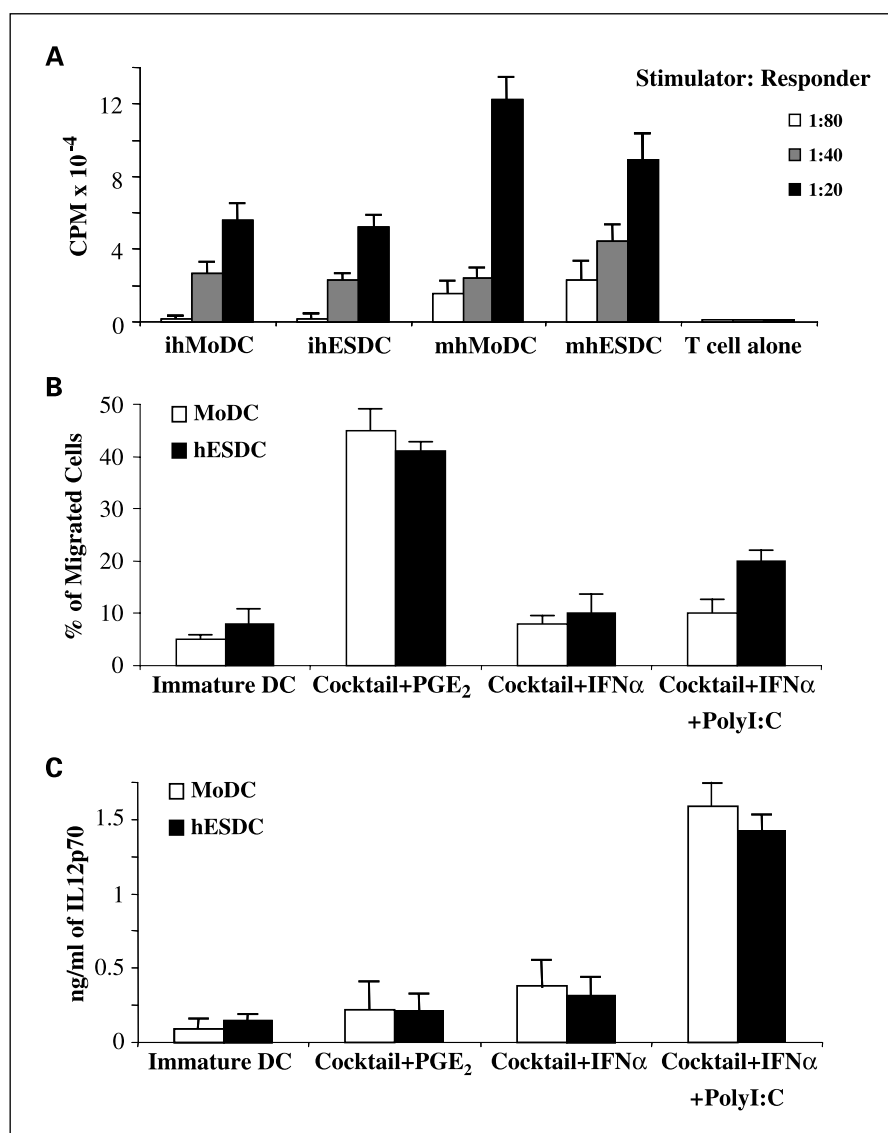 A
Stimulator: Responder
1:80
1:40
1:20
CPM x 10⁻⁴
12
8
4
0
ihMoDC ihESDC mhMoDC mhESDC T cell alone
B
MoDC
hESDC
% of Migrated Cells
50
40
30
20
10
0
Immature DC Cocktail+PGE₂ Cocktail+IFNα Cocktail+IFNα
+PolyI:C
C
MoDC
hESDC
ng/ml of IL12p70
1.5
1
0.5
0
Immature DC Cocktail+PGE₂ Cocktail+IFNα Cocktail+IFNα
+PolyI:C